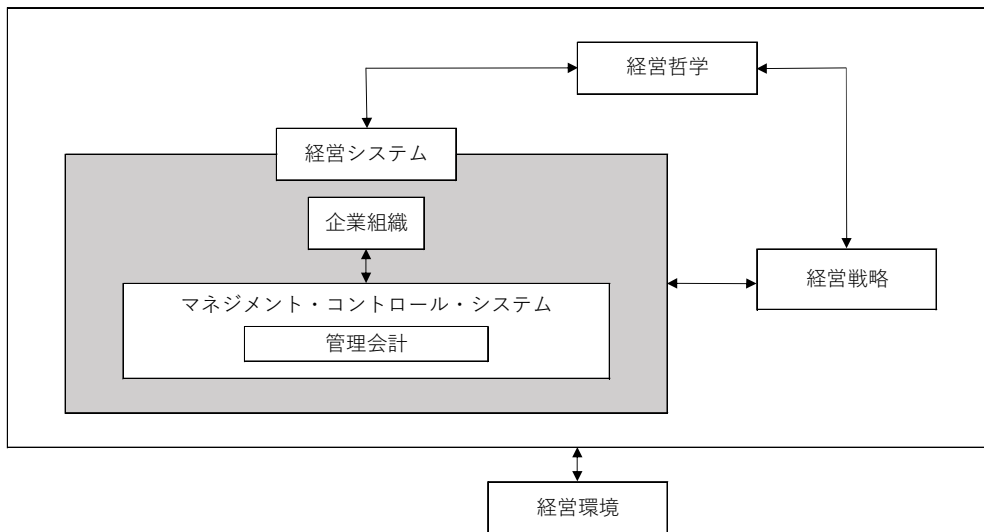 経営哲学
経営システム
企業組織
経営戦略
マネジメント・コントロール・システム
管理会計
経営環境